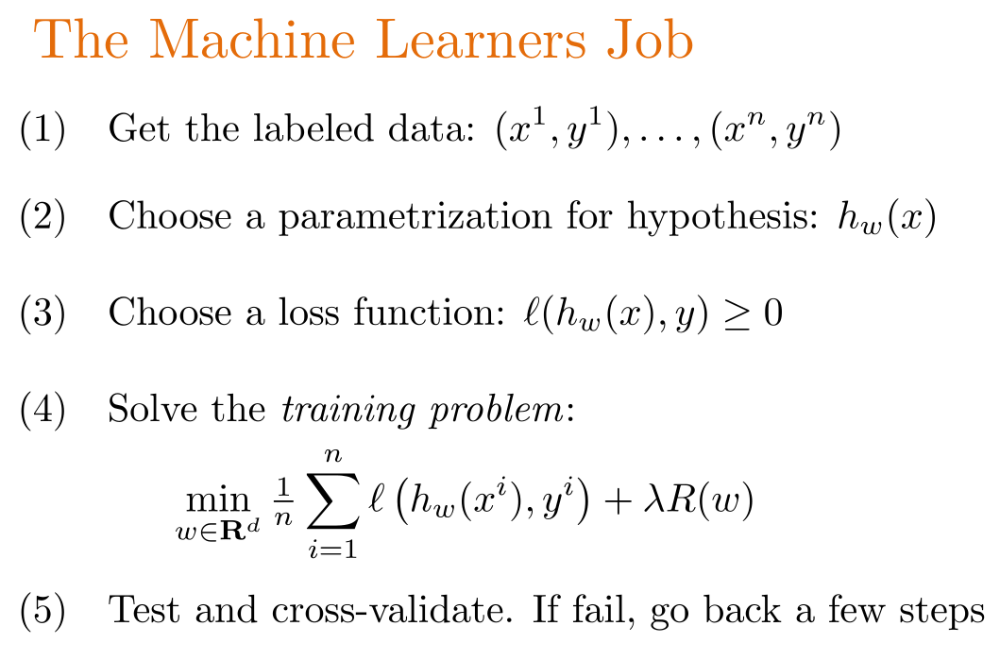 The Machine Learners Job
(1) Get the labeled data: $(x^1, y^1), \ldots, (x^n, y^n)$
(2) Choose a parametrization for hypothesis: $h_w(x)$
(3) Choose a loss function: $\ell(h_w(x), y) \geq 0$
(4) Solve the training problem:
$\min_{w \in \mathbf{R}^d} \frac{1}{n} \sum_{i=1}^{n} \ell\left(h_w(x^i), y^i\right) + \lambda R(w)$
(5) Test and cross-validate. If fail, go back a few steps